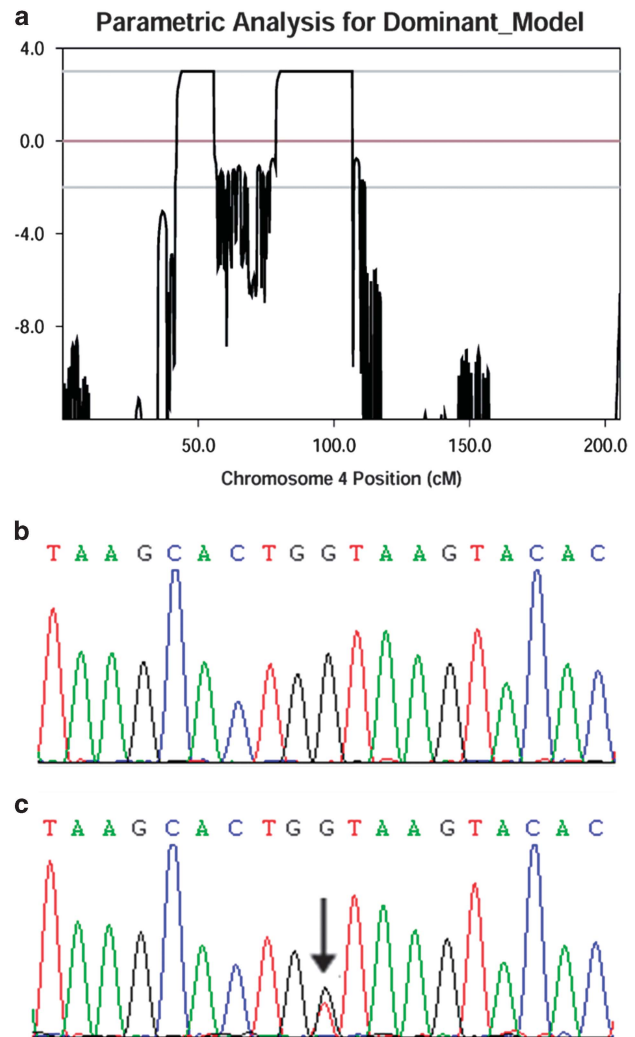 a
Parametric Analysis for Dominant_Model
4.0
0.0
-4.0
-8.0
50.0 100.0 150.0 200.0
Chromosome 4 Position (cM)
b
T A A G C A C T G G T A A G T A C A C
c
T A A G C A C T G G T A A G T A C A C